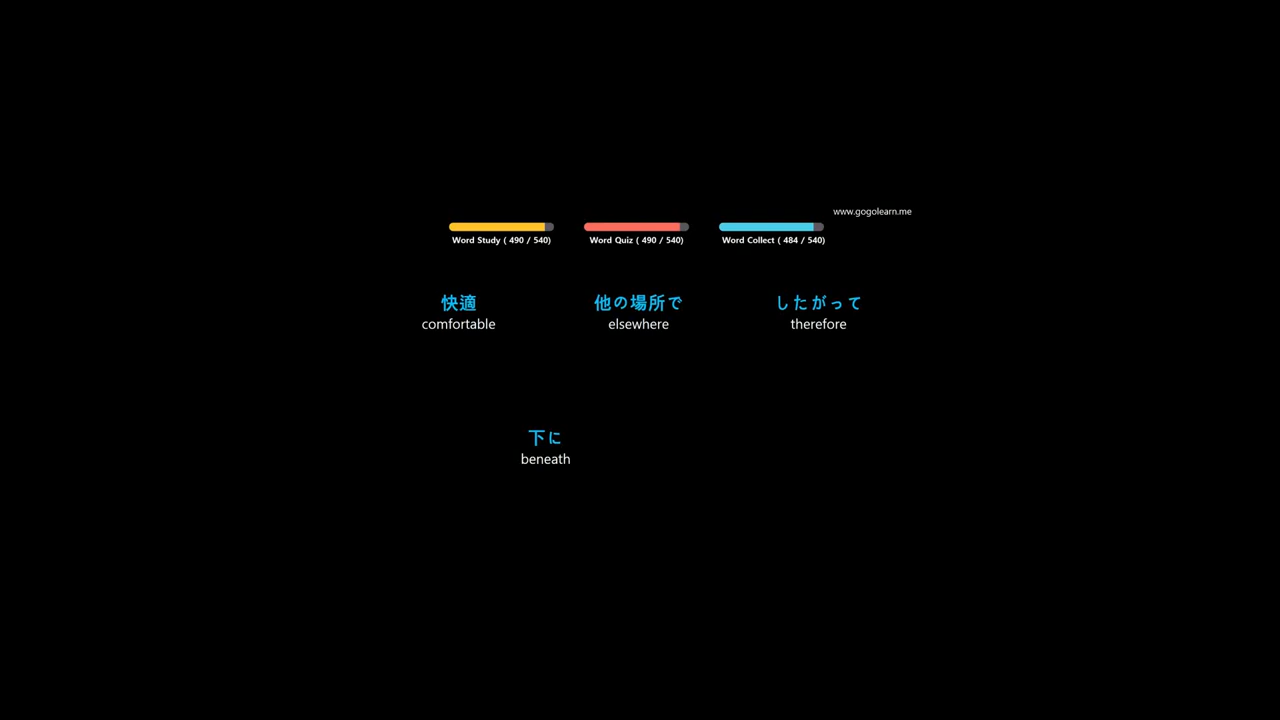 www.gogolearn.me
Word Study ( 490 / 540)
Word Quiz ( 490 / 540)
Word Collect ( 484 / 540)
快適
comfortable
他の場所で
elsewhere
したがって
therefore
下に
beneath